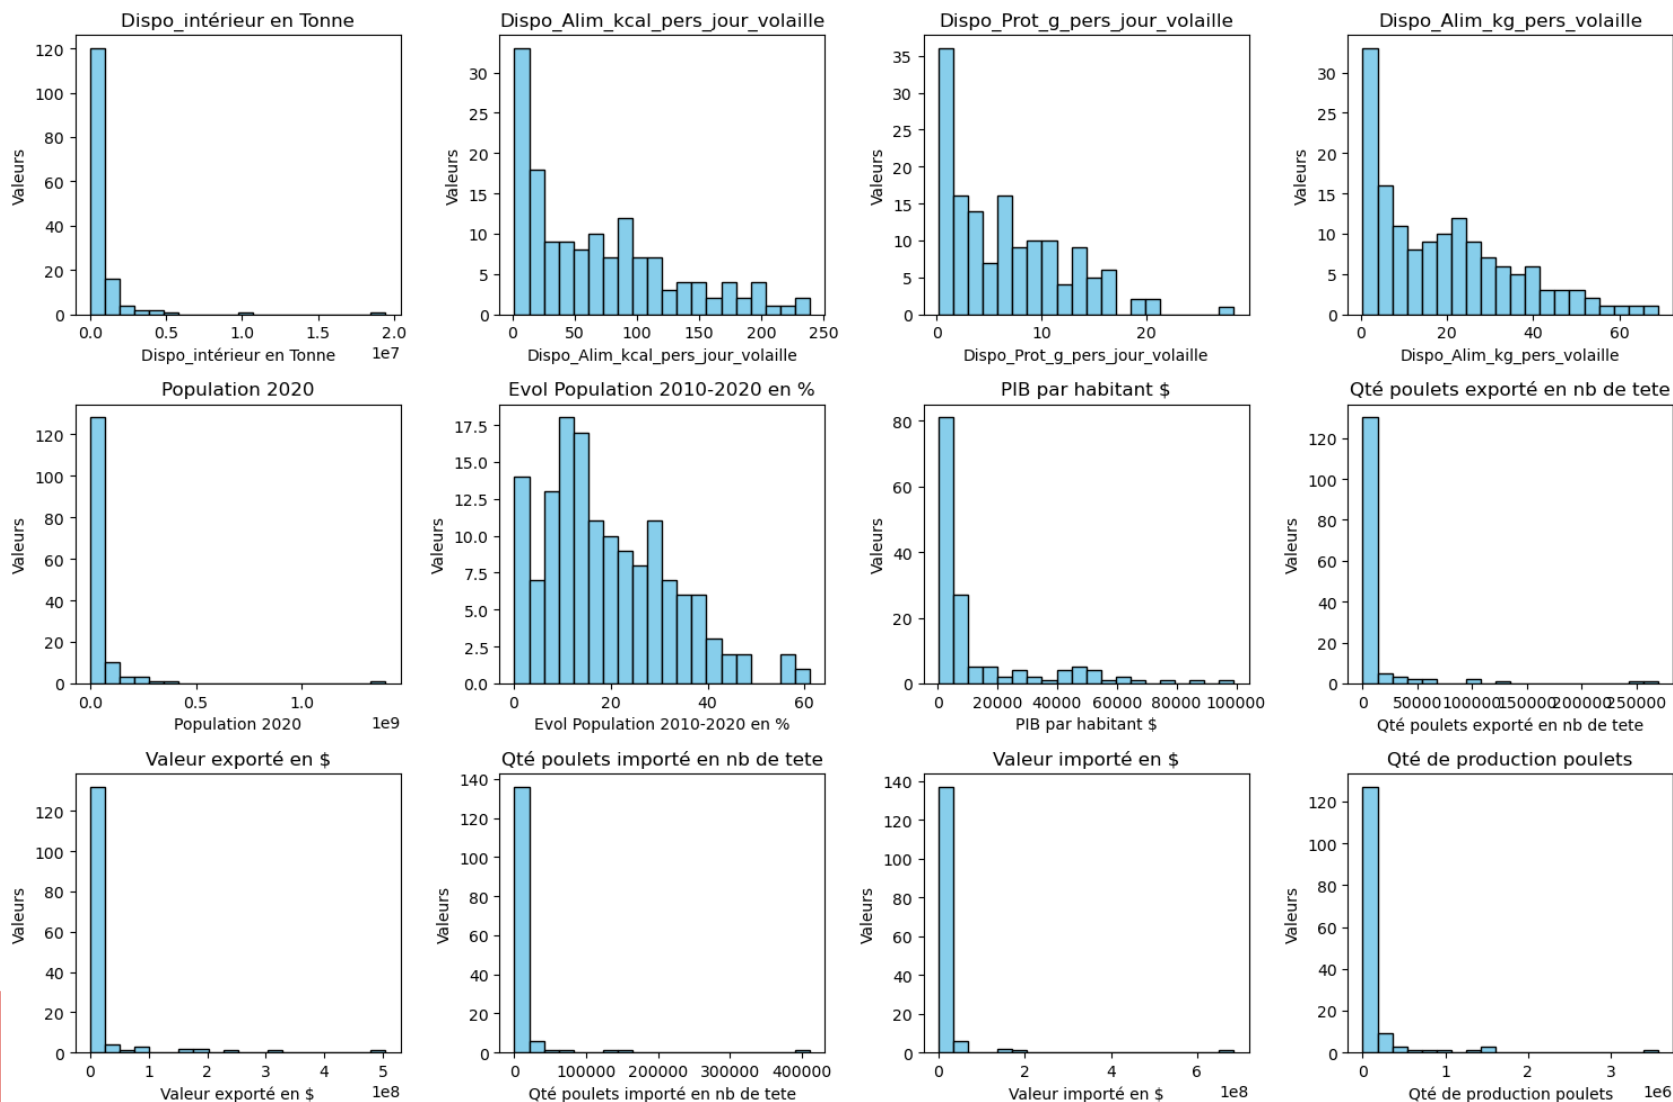 Dispo_intérieur en Tonne
Dispo_Alim_kcal_pers_jour_volaille
Dispo_Prot_g_pers_jour_volaille
Dispo_Alim_kg_pers_volaille
Valeurs
120
100
80
60
40
20
0
0.0 0.5 1.0 1.5 2.0
1e7
Dispo_intérieur en Tonne
Valeurs
30
25
20
15
10
5
0
0 50 100 150 200 250
Dispo_Alim_kcal_pers_jour_volaille
Valeurs
35
30
25
20
15
10
5
0
0 10 20
Dispo_Prot_g_pers_jour_volaille
Valeurs
30
25
20
15
10
5
0
0 20 40 60
Dispo_Alim_kg_pers_volaille
Population 2020
Evol Population 2010-2020 en %
PIB par habitant $
Qté poulets exporté en nb de tete
Valeurs
120
100
80
60
40
20
0
0.0 0.5 1.0
1e9
Population 2020
Valeurs
17.5
15.0
12.5
10.0
7.5
5.0
2.5
0.0
0 20 40 60
Evol Population 2010-2020 en %
Valeurs
80
60
40
20
0
0 20000 40000 60000 80000 100000
PIB par habitant $
Valeurs
120
100
80
60
40
20
0
0 50000 100000 150000 200000 250000
Qté poulets exporté en nb de tete
Valeur exporté en $
Qté poulets importé en nb de tete
Valeur importé en $
Qté de production poulets
Valeurs
120
100
80
60
40
20
0
0 1 2 3 4 5
1e8
Valeur exporté en $
Valeurs
140
120
100
80
60
40
20
0
0 100000 200000 300000 400000
Qté poulets importé en nb de tete
Valeurs
140
120
100
80
60
40
20
0
0 2 4 6
1e8
Valeur importé en $
Valeurs
120
100
80
60
40
20
0
0 1 2 3
1e6
Qté de production poulets